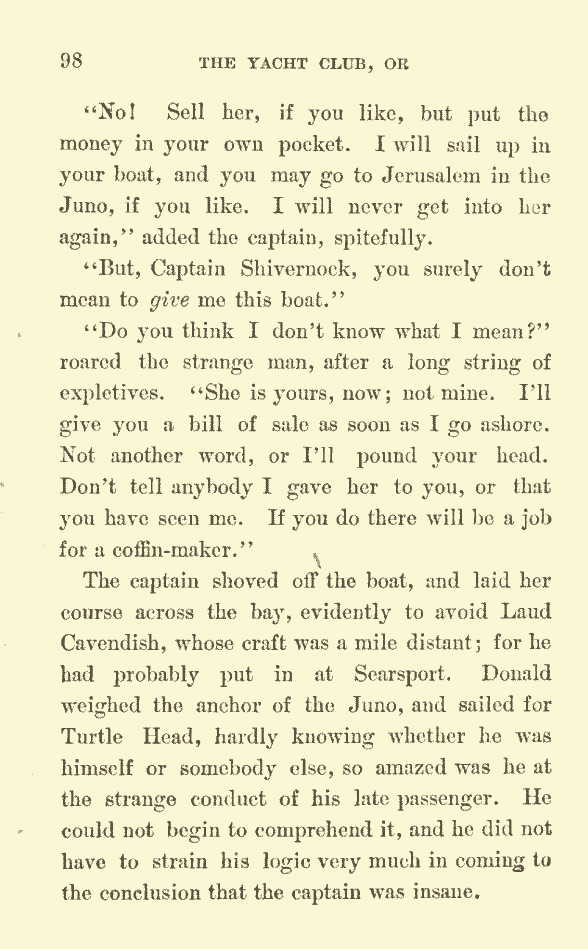 98 THE YACHT CLUB, OR
“No! Sell her, if you like, but put the
money in your own pocket. I will sail up in
your boat, and you may go to Jerusalem in the
Juno, if you like. I will never get into her
again,” added the captain, spitefully.
“But, Captain Shivernock, you surely don’t
mean to give me this boat.”
“Do you think I don’t know what I mean?”
roared the strange man, after a long string of
expletives. “She is yours, now; not mine. I’ll
give you a bill of sale as soon as I go ashore.
Not another word, or I’ll pound your head.
Don’t tell anybody I gave her to you, or that
you have seen me. If you do there will be a job
for a coffin-maker.”
The captain shoved off the boat, and laid her
course across the bay, evidently to avoid Laud
Cavendish, whose craft was a mile distant; for he
had probably put in at Searsport. Donald
weighed the anchor of the Juno, and sailed for
Turtle Head, hardly knowing whether he was
himself or somebody else, so amazed was he at
the strange conduct of his late passenger. He
could not begin to comprehend it, and he did not
have to strain his logic very much in coming to
the conclusion that the captain was insane.